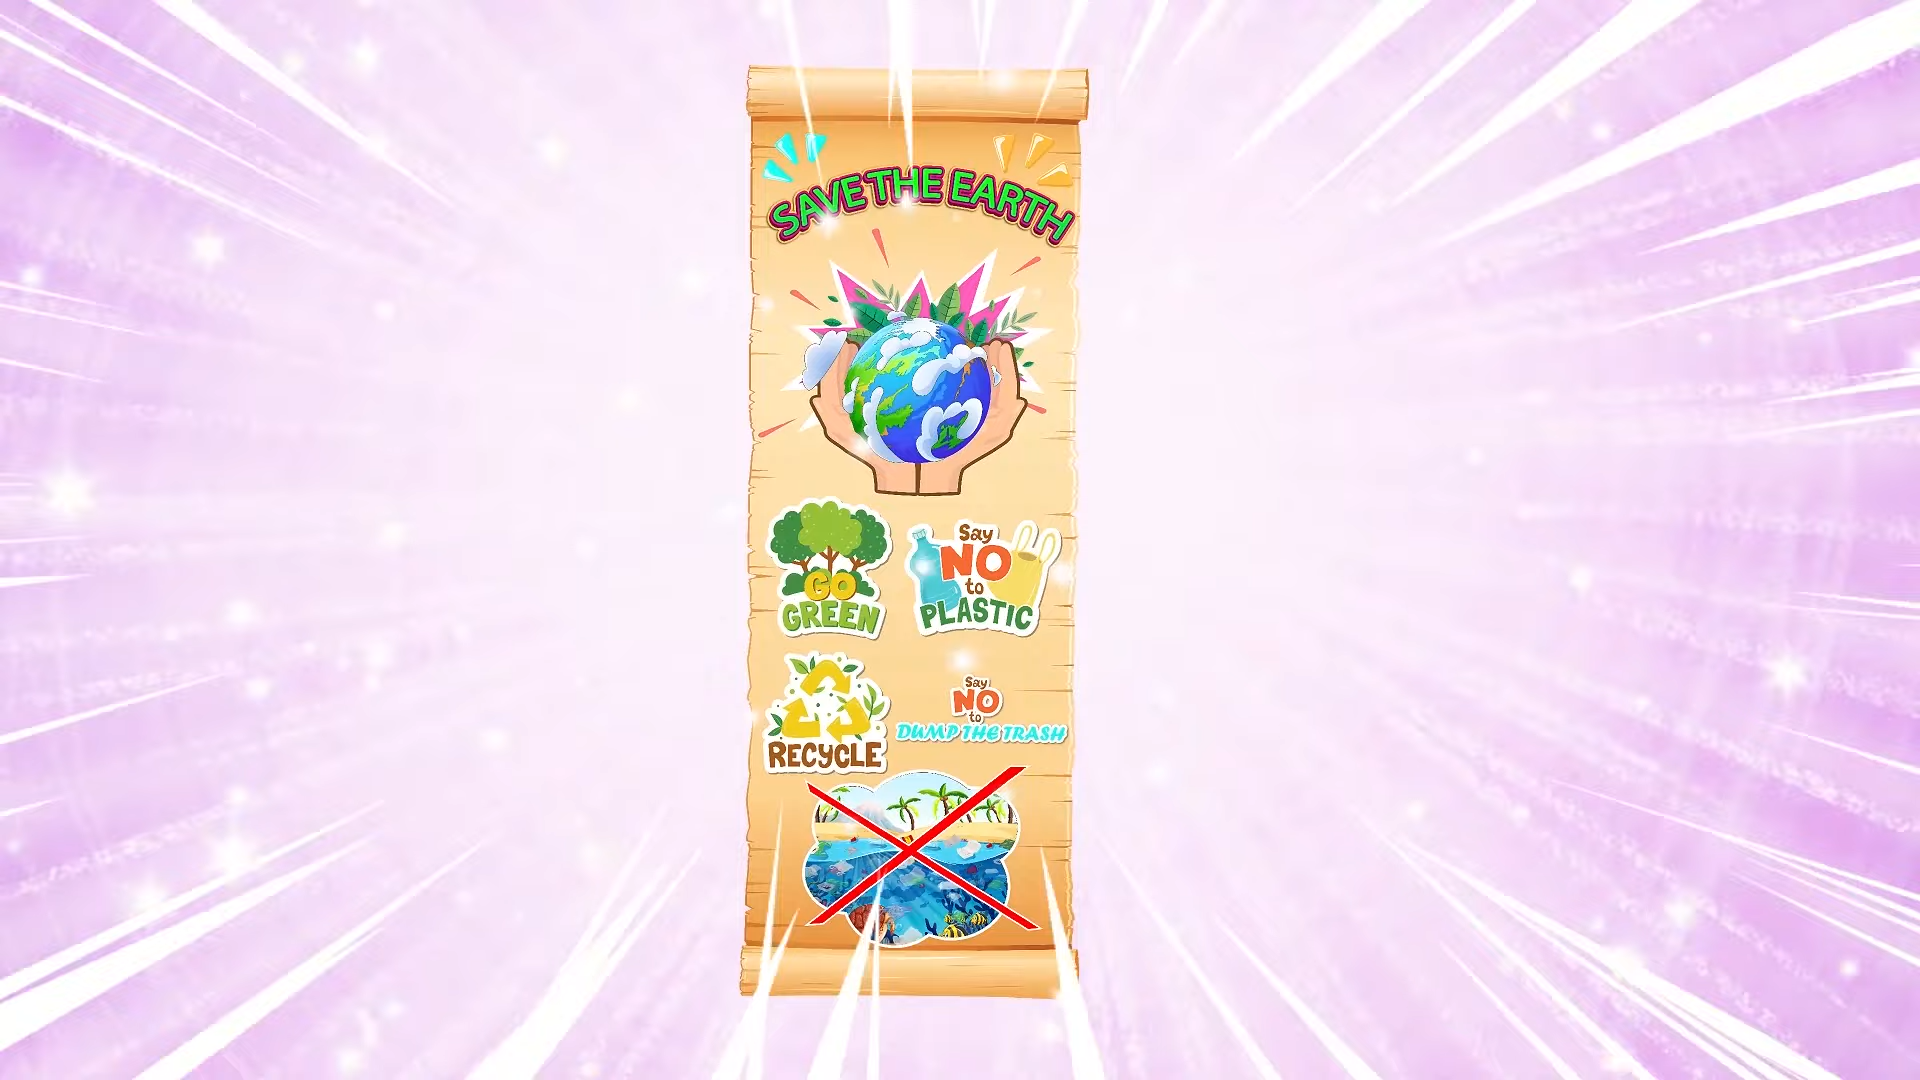 SAVE THE EARTH
GO
GREEN
Say
NO
to
PLASTIC
RECYCLE
Say
NO
to
DUMP THE TRASH